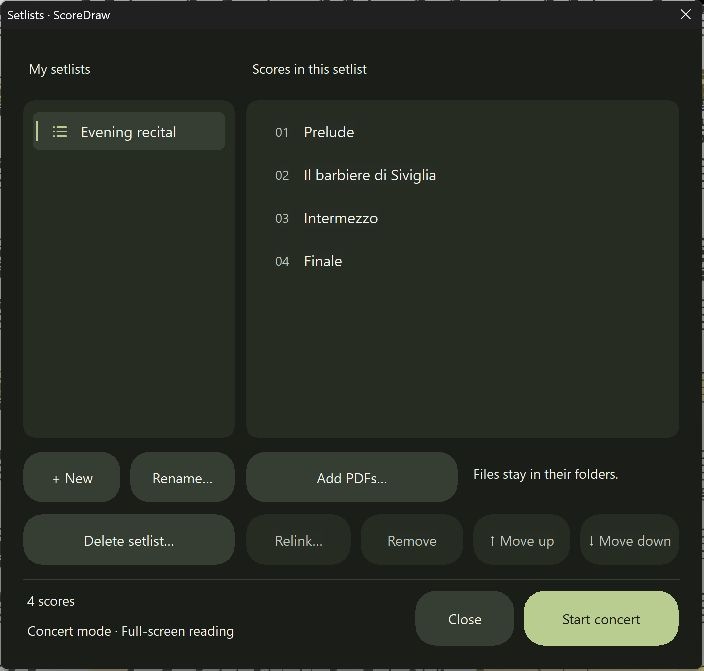 Setlists · ScoreDraw
My setlists
Scores in this setlist
Evening recital
01 Prelude
02 Il barbiere di Siviglia
03 Intermezzo
04 Finale
+ New
Rename...
Add PDFs...
Files stay in their folders.
Delete setlist...
Relink...
Remove
↑ Move up
↓ Move down
4 scores
Concert mode · Full-screen reading
Close
Start concert